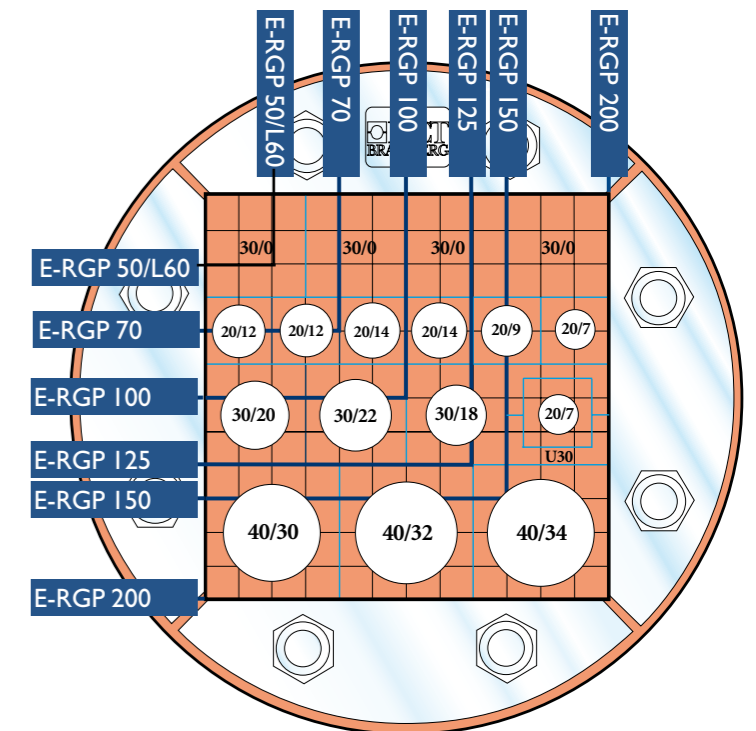 E-RGP 50/L60
E-RGP 70
E-RGP 100
E-RGP 125
E-RGP 150
E-RGP 200
30/0 30/0 30/0 30/0
E-RGP 50/L60
E-RGP 70
20/12 20/12 20/14 20/14 20/9 20/7
E-RGP 100
30/20 30/22 30/18 20/7
U30
E-RGP 125
E-RGP 150
40/30 40/32 40/34
E-RGP 200